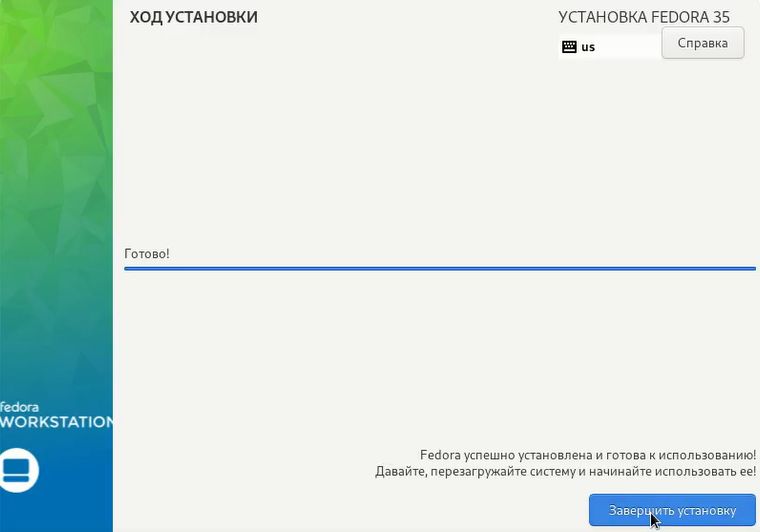 ХОД УСТАНОВКИ
УСТАНОВКА FEDORA 35
us
Справка
Готово!
fedora
WORKSTATION
Fedora успешно установлена и готова к использованию!
Давайте, перезагружайте систему и начинайте использовать ее!
Завершить установку